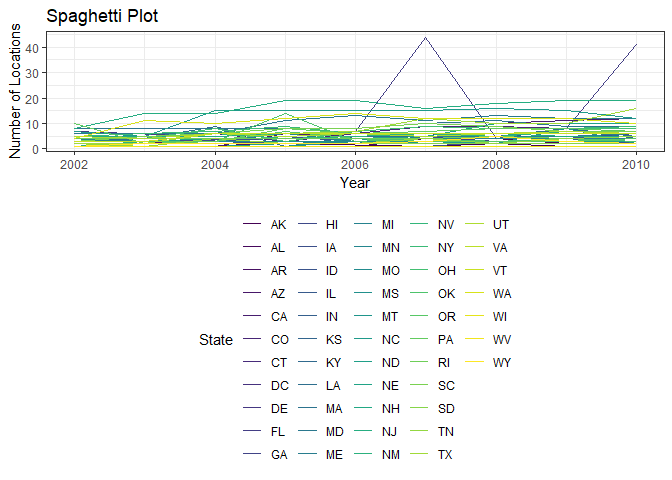 Spaghetti Plot
Number of Locations
40
30
20
10
0
2002 2004 2006 2008 2010
Year
State
AK HI MI NV UT
AL IA MN NY VA
AR ID MO OH VT
AZ IL MS OK WA
CA IN MT OR WI
CO KS NC PA WV
CT KY ND RI WY
DC LA NE SC
DE MA NH SD
FL MD NJ TN
GA ME NM TX